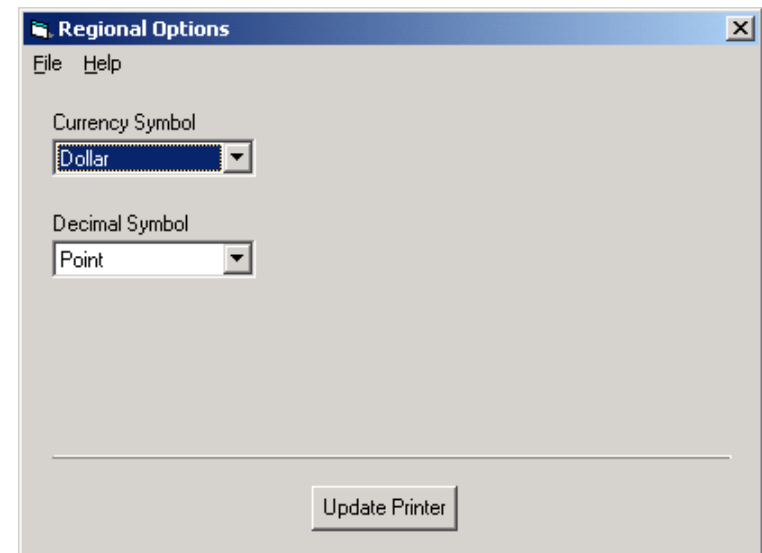 Regional Options
File Help
Currency Symbol
Dollar
Decimal Symbol
Point
Update Printer